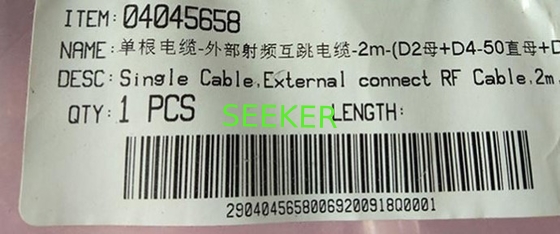 ITEM: 04045658
NAME: 单根电缆-外部射频互跳电缆-2m-(D2母+D4-50直母+D
DESC: Single Cable,External connect RF Cable,2m,
QTY: 1 PCS LENGTH:
SEEKER
29040456580069200918Q0001